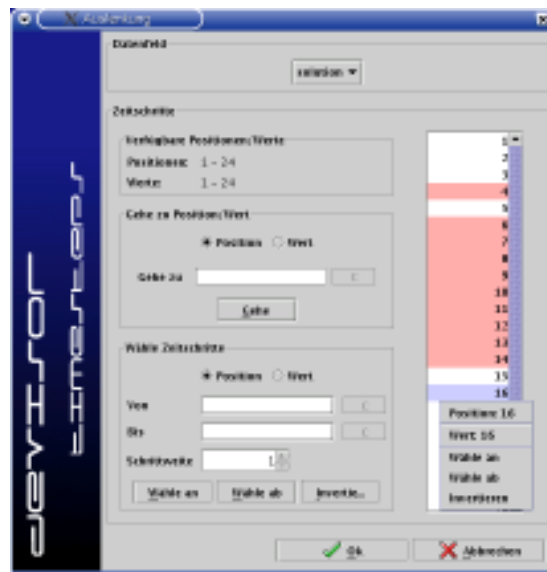 Auslenkung
Datenfeld
solution
Zeitschritte
Verfügbare Positionen/Werte
Positionen: 1 - 24
Werte: 1 - 24
Gehe zu Position/Wert
Position Wert
Gehe zu C
Gehe
Wähle Zeitschritte
Position Wert
Von C
Bis C
Schrittweite 1
Wähle an Wähle ab Invertie...
1
2
3
4
5
6
7
8
9
10
11
12
13
14
15
16
Position: 16
Wert: 16
Wähle an
Wähle ab
Invertieren
Ok Abbrechen
devisor
timesteps